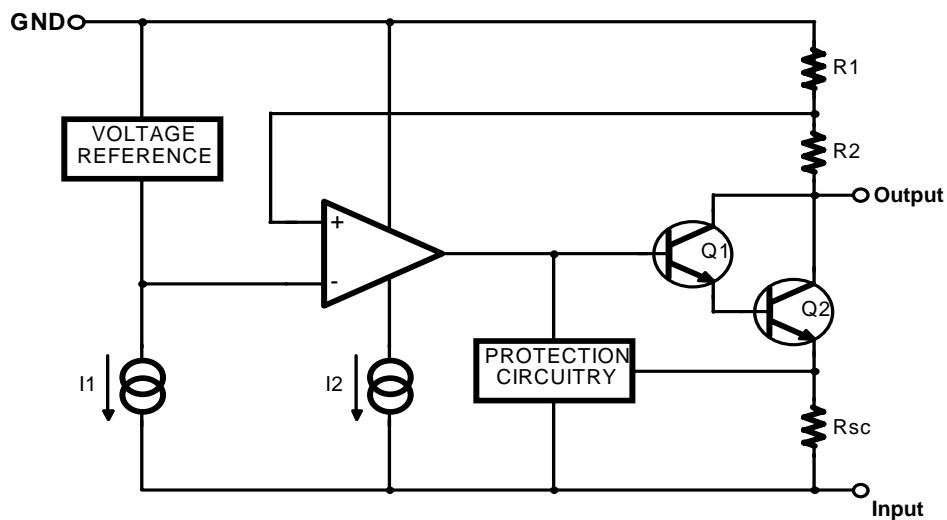 GND
R1
VOLTAGE
REFERENCE
R2
Output
+
Q1
-
Q2
PROTECTION
CIRCUITRY
I1
I2
Rsc
Input